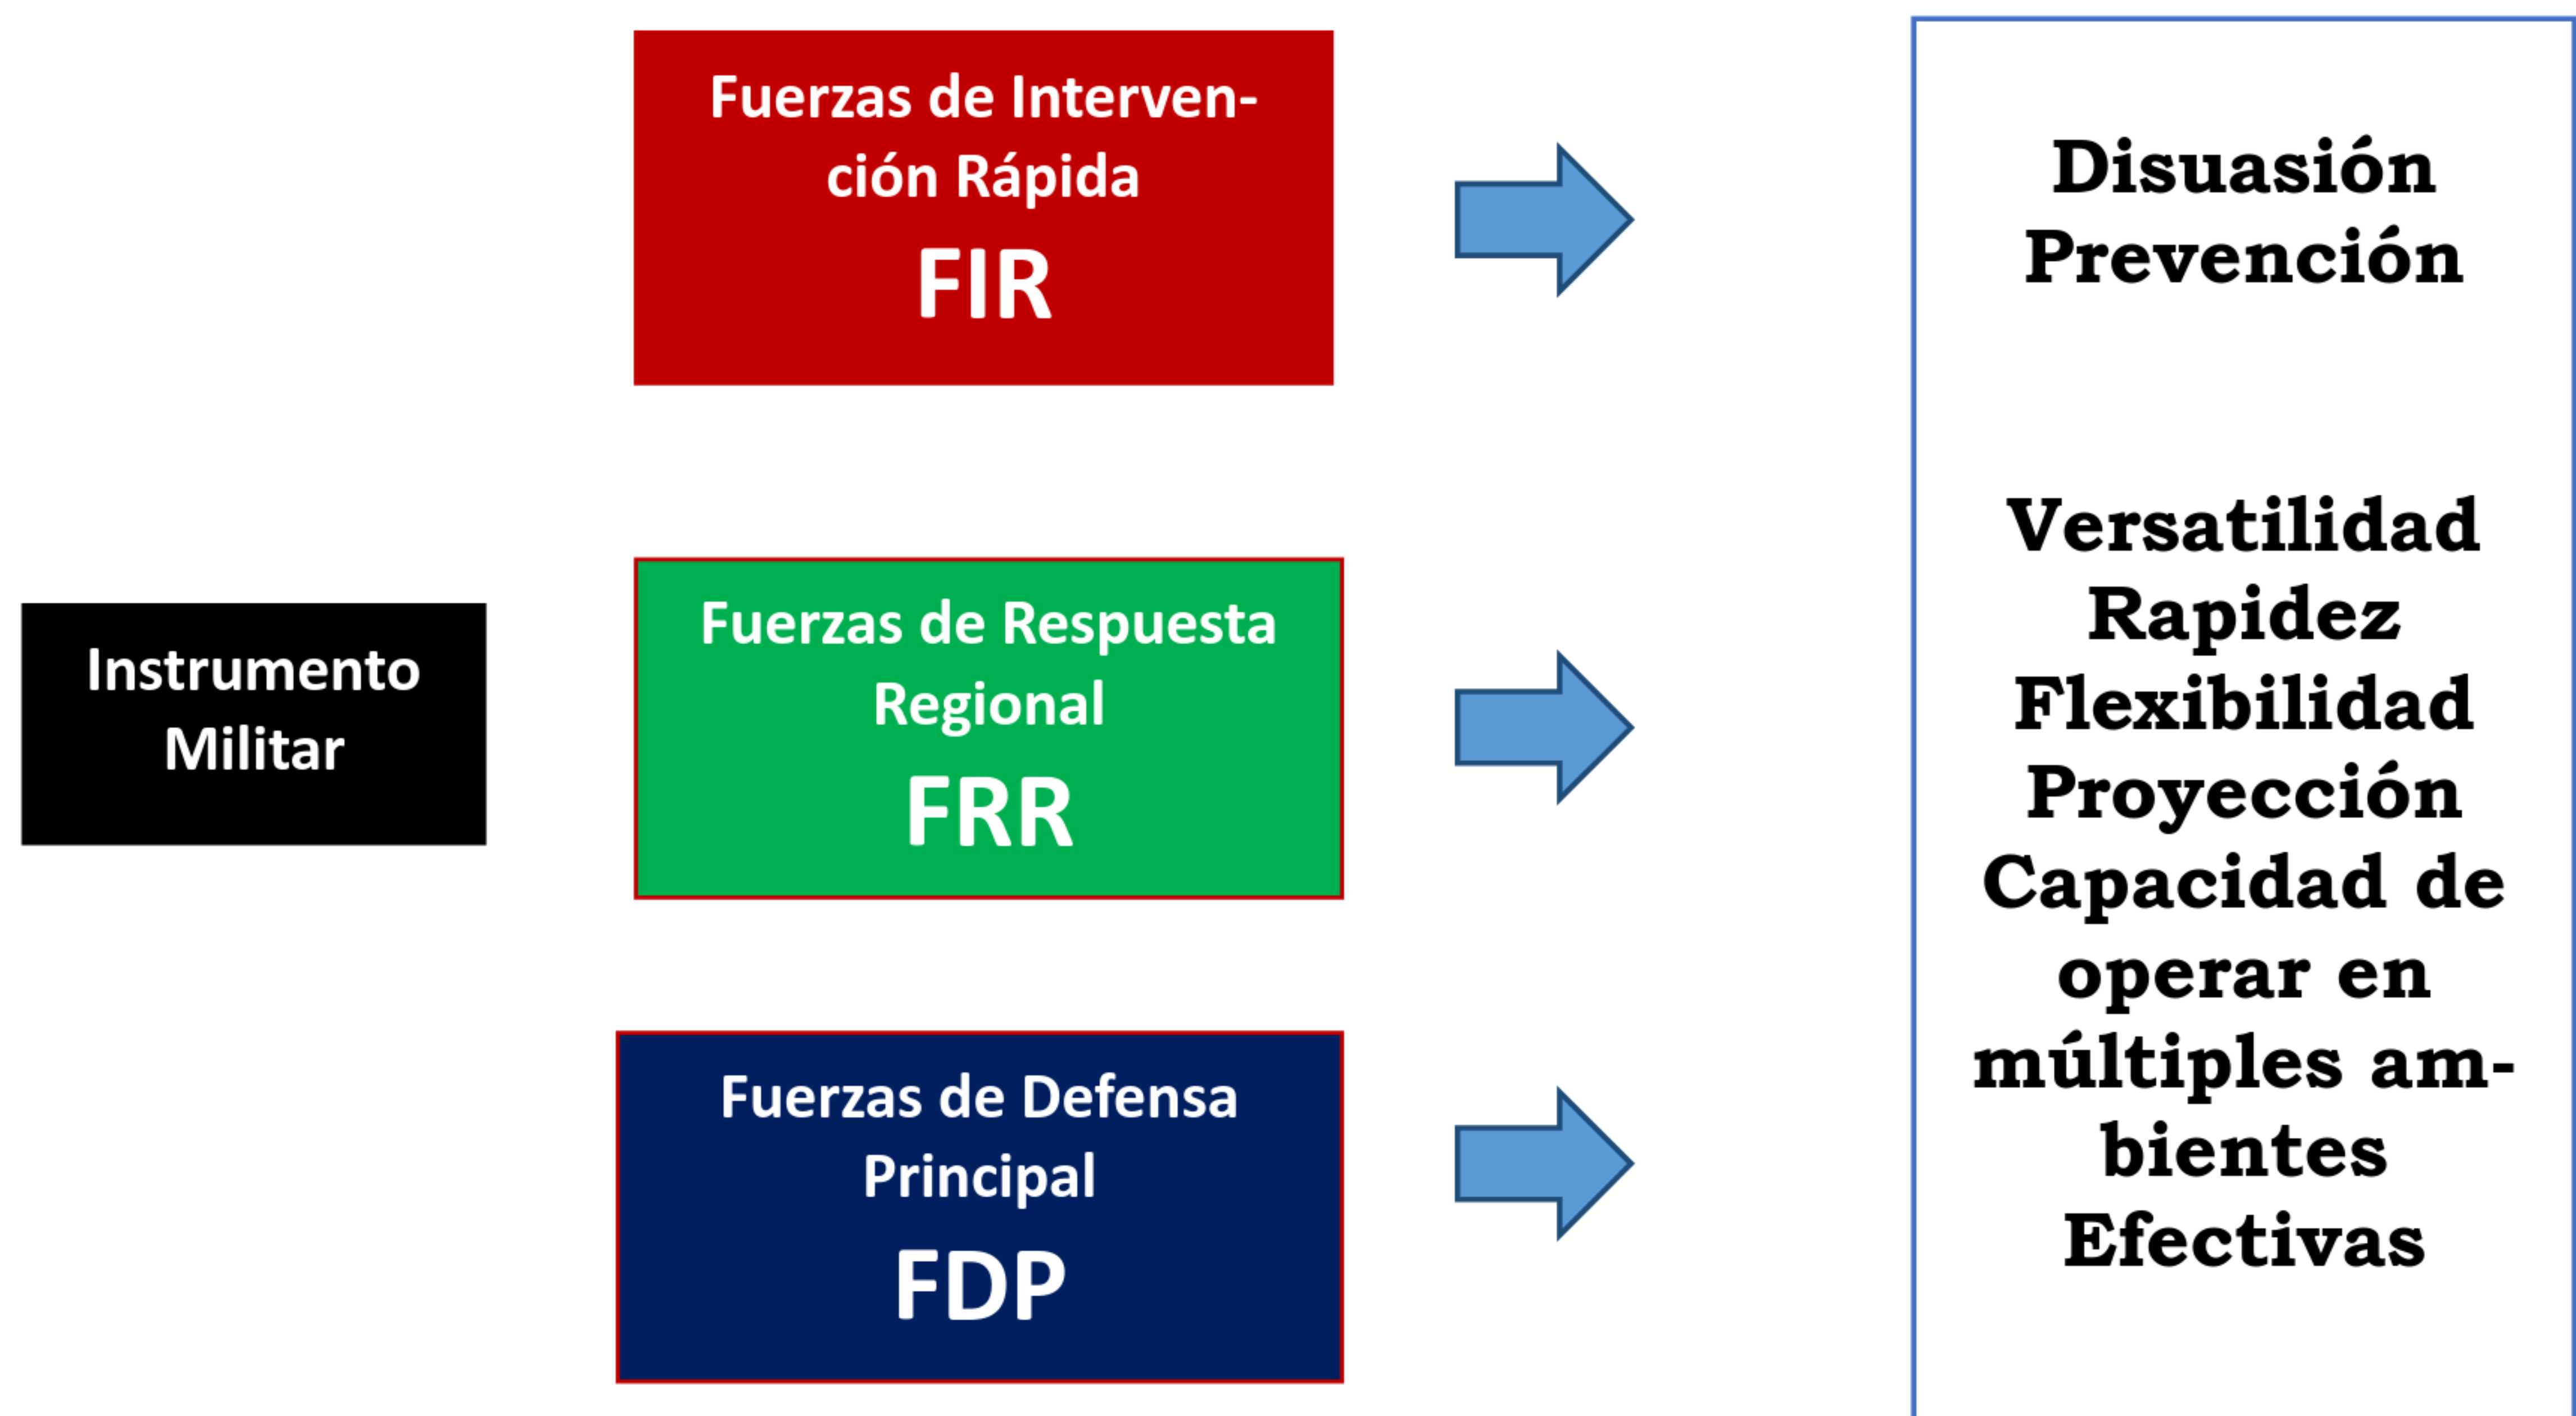 Instrumento
Militar
Fuerzas de Interven-
ción Rápida
FIR
Fuerzas de Respuesta
Regional
FRR
Fuerzas de Defensa
Principal
FDP
Disuasión
Prevención
Versatilidad
Rapidez
Flexibilidad
Proyección
Capacidad de
operar en
múltiples am-
bientes
Efectivas